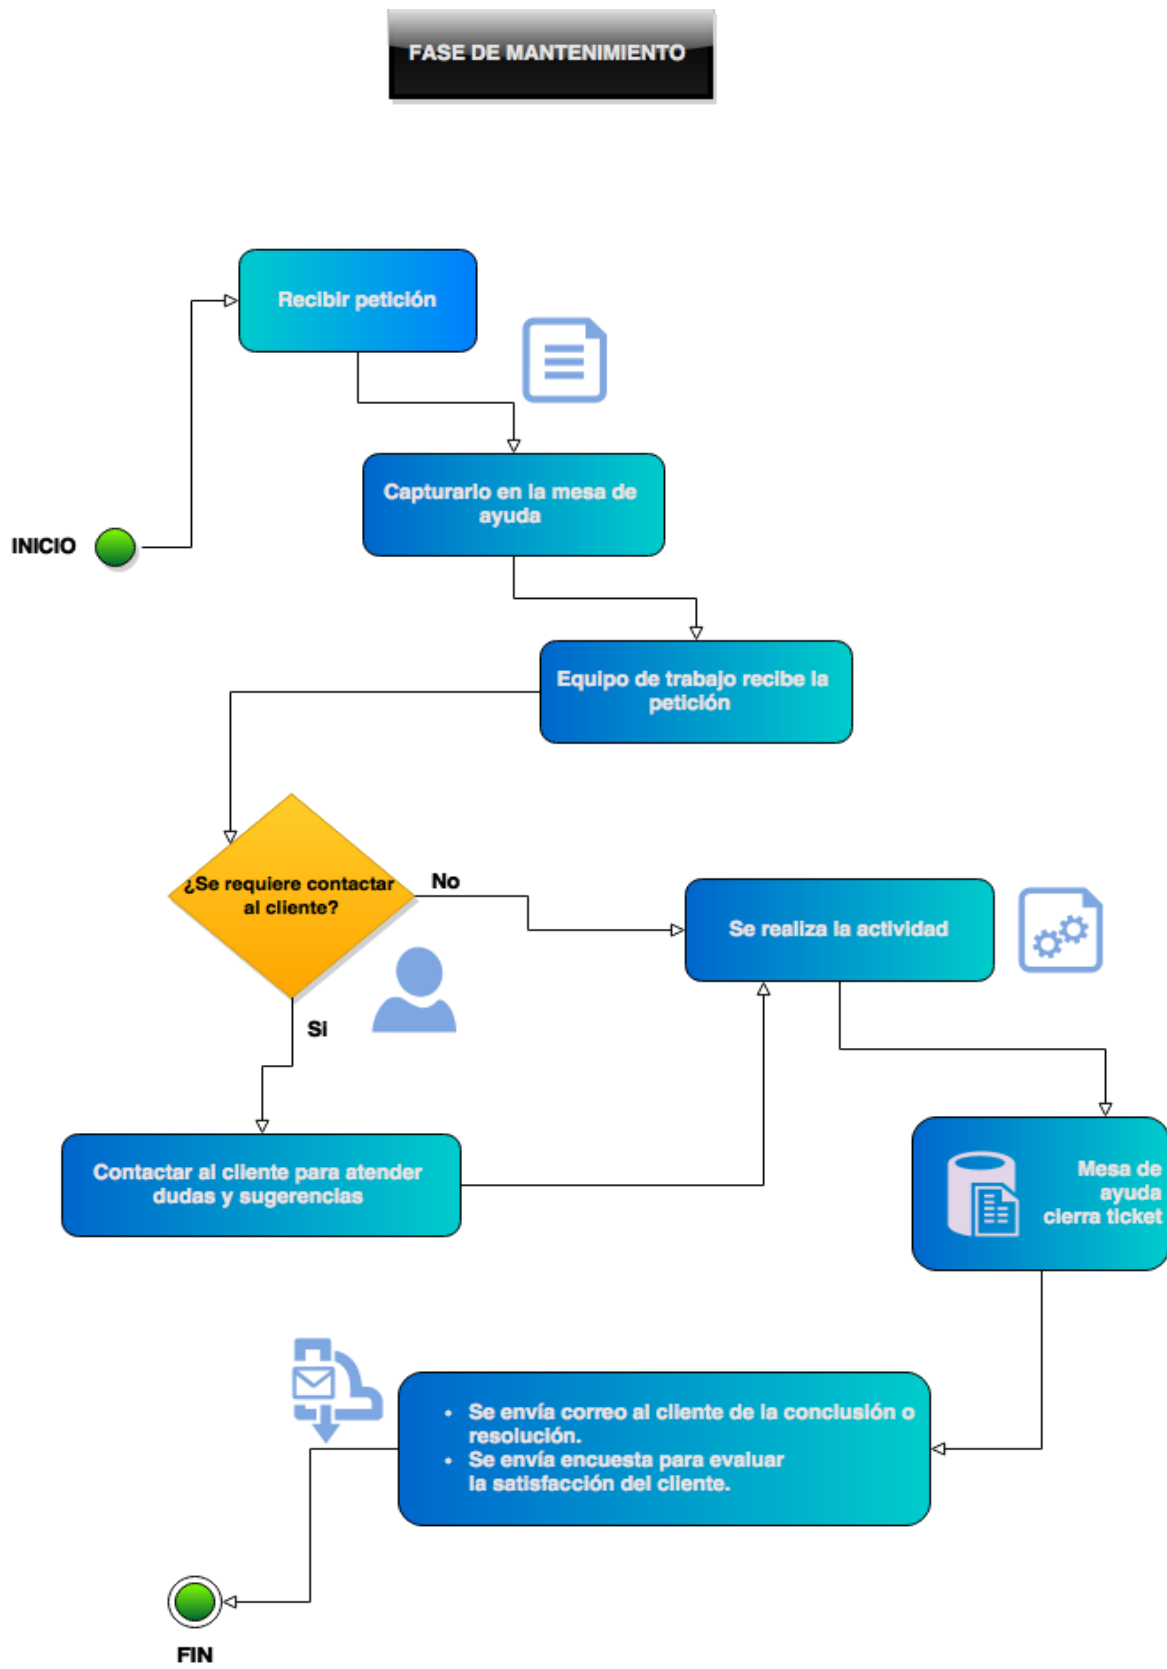 FASE DE MANTENIMIENTO
Recibir petición
Capturarlo en la mesa de
ayuda
INICIO
Equipo de trabajo recibe la
petición
¿Se requiere contactar
al cliente?
No
Se realiza la actividad
Si
Contactar al cliente para atender
dudas y sugerencias
Mesa de
ayuda
cierra ticket
• Se envía correo al cliente de la conclusión o
resolución.
• Se envía encuesta para evaluar
la satisfacción del cliente.
FIN